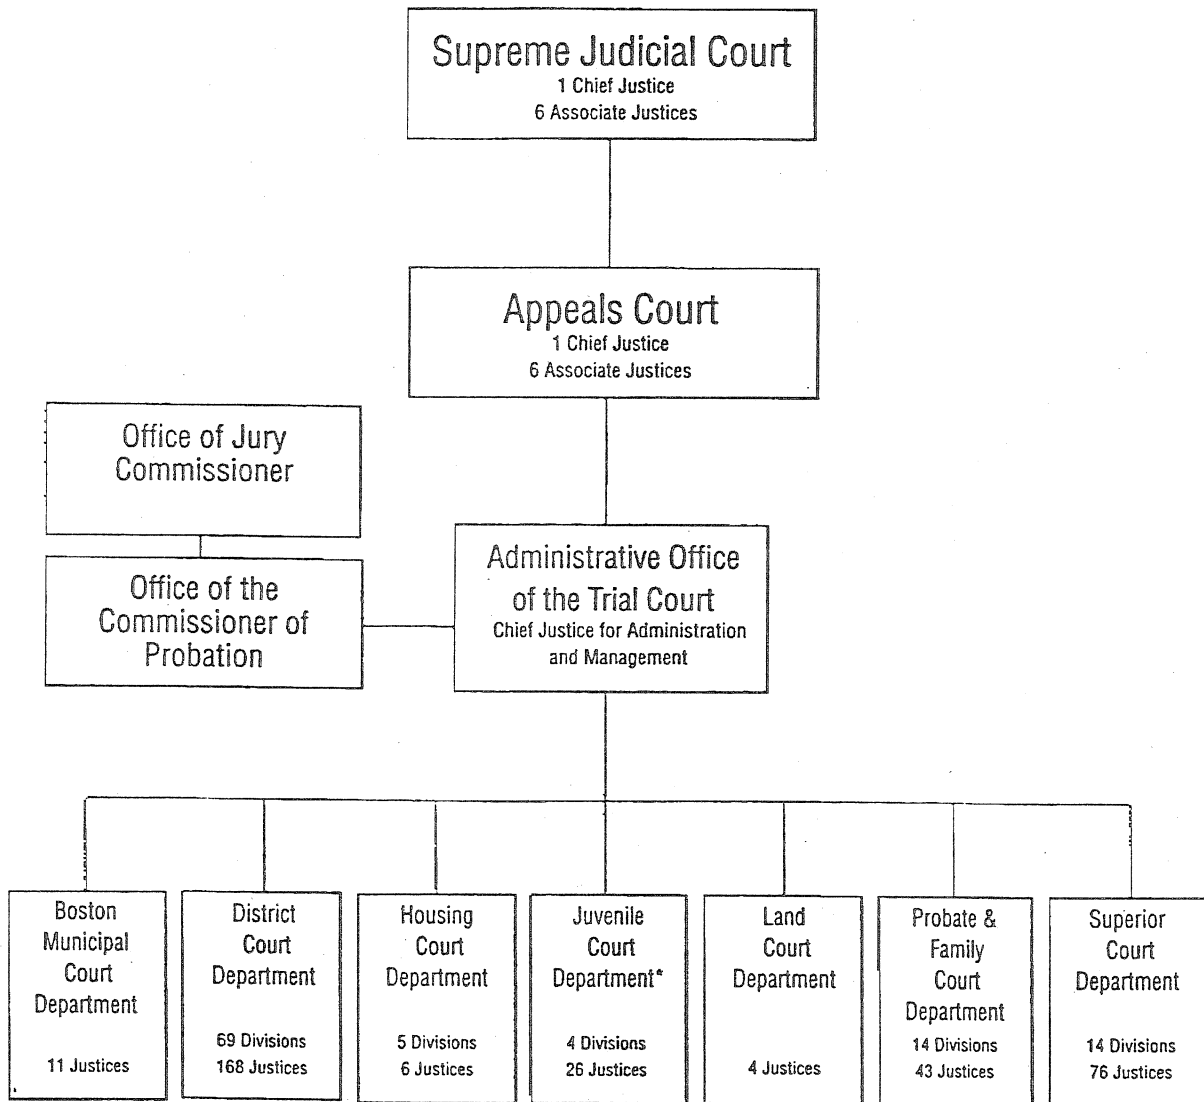 Supreme Judicial Court
1 Chief Justice
6 Associate Justices
Appeals Court
1 Chief Justice
6 Associate Justices
Office of Jury
Commissioner
Office of the
Commissioner of
Probation
Administrative Office
of the Trial Court
Chief Justice for Administration
and Management
Boston
Municipal
Court
Department
11 Justices
District
Court
Department
69 Divisions
168 Justices
Housing
Court
Department
5 Divisions
6 Justices
Juvenile
Court
Department*
4 Divisions
26 Justices
Land
Court
Department
4 Justices
Probate &
Family
Court
Department
14 Divisions
43 Justices
Superior
Court
Department
14 Divisions
76 Justices